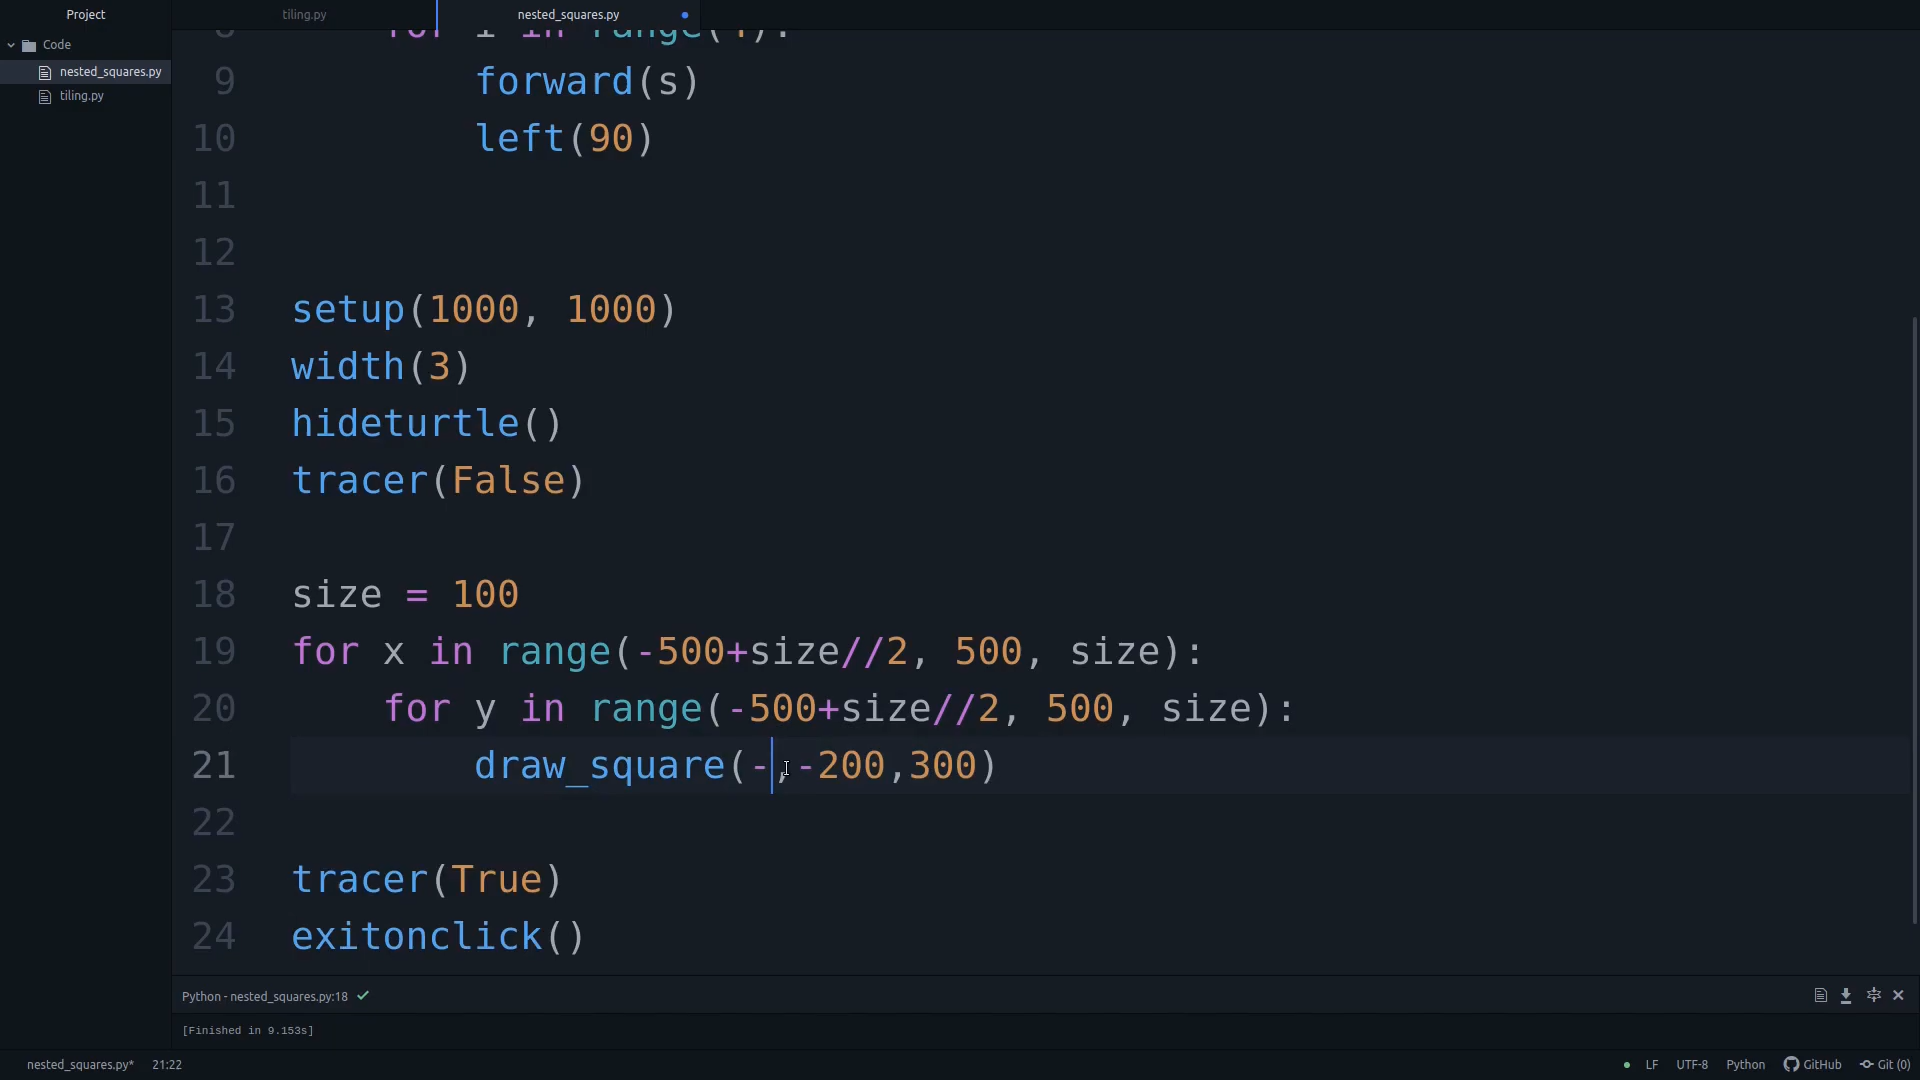 Project
tiling.py
nested_squares.py
Code
nested_squares.py
tiling.py
9 forward(s)
10 left(90)
11
12
13 setup(1000, 1000)
14 width(3)
15 hideturtle()
16 tracer(False)
17
18 size = 100
19 for x in range(-500+size//2, 500, size):
20 for y in range(-500+size//2, 500, size):
21 draw_square(-,-200,300)
22
23 tracer(True)
24 exitonclick()
Python - nested_squares.py:18
[Finished in 9.153s]
nested_squares.py* 21:22 LF UTF-8 Python GitHub Git (0)